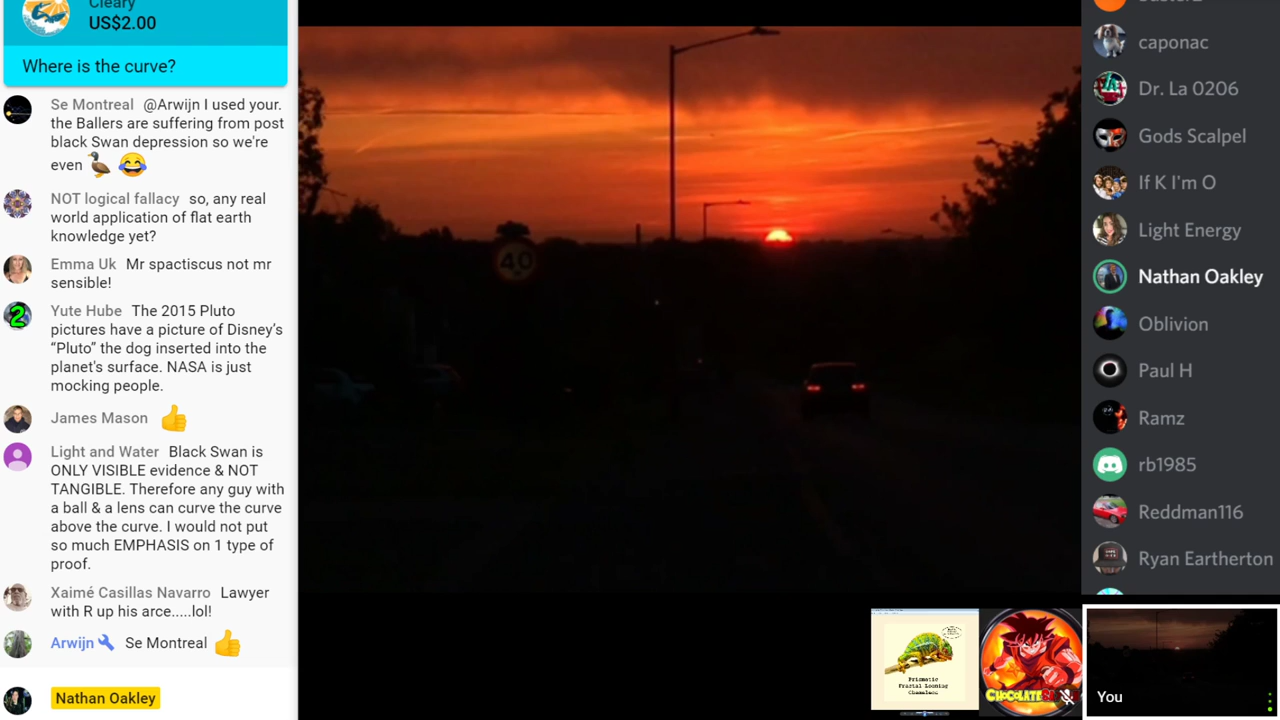 Cleary
US$2.00
Where is the curve?
Se Montreal @Arwijn I used your.
the Ballers are suffering from post
black Swan depression so we're
even
NOT logical fallacy so, any real
world application of flat earth
knowledge yet?
Emma Uk Mr spactiscus not mr
sensible!
Yute Hube The 2015 Pluto
pictures have a picture of Disney's
“Pluto” the dog inserted into the
planet's surface. NASA is just
mocking people.
James Mason
Light and Water Black Swan is
ONLY VISIBLE evidence & NOT
TANGIBLE. Therefore any guy with
a ball & a lens can curve the curve
above the curve. I would not put
so much EMPHASIS on 1 type of
proof.
Xaimé Casillas Navarro Lawyer
with R up his arce.....lol!
Arwijn Se Montreal
Nathan Oakley
40
caponac
Dr. La 0206
Gods Scalpel
If K I'm O
Light Energy
Nathan Oakley
Oblivion
Paul H
Ramz
rb1985
Reddman116
Ryan Eartherton
Prismatic
Fractal Looning
Chameleon
You